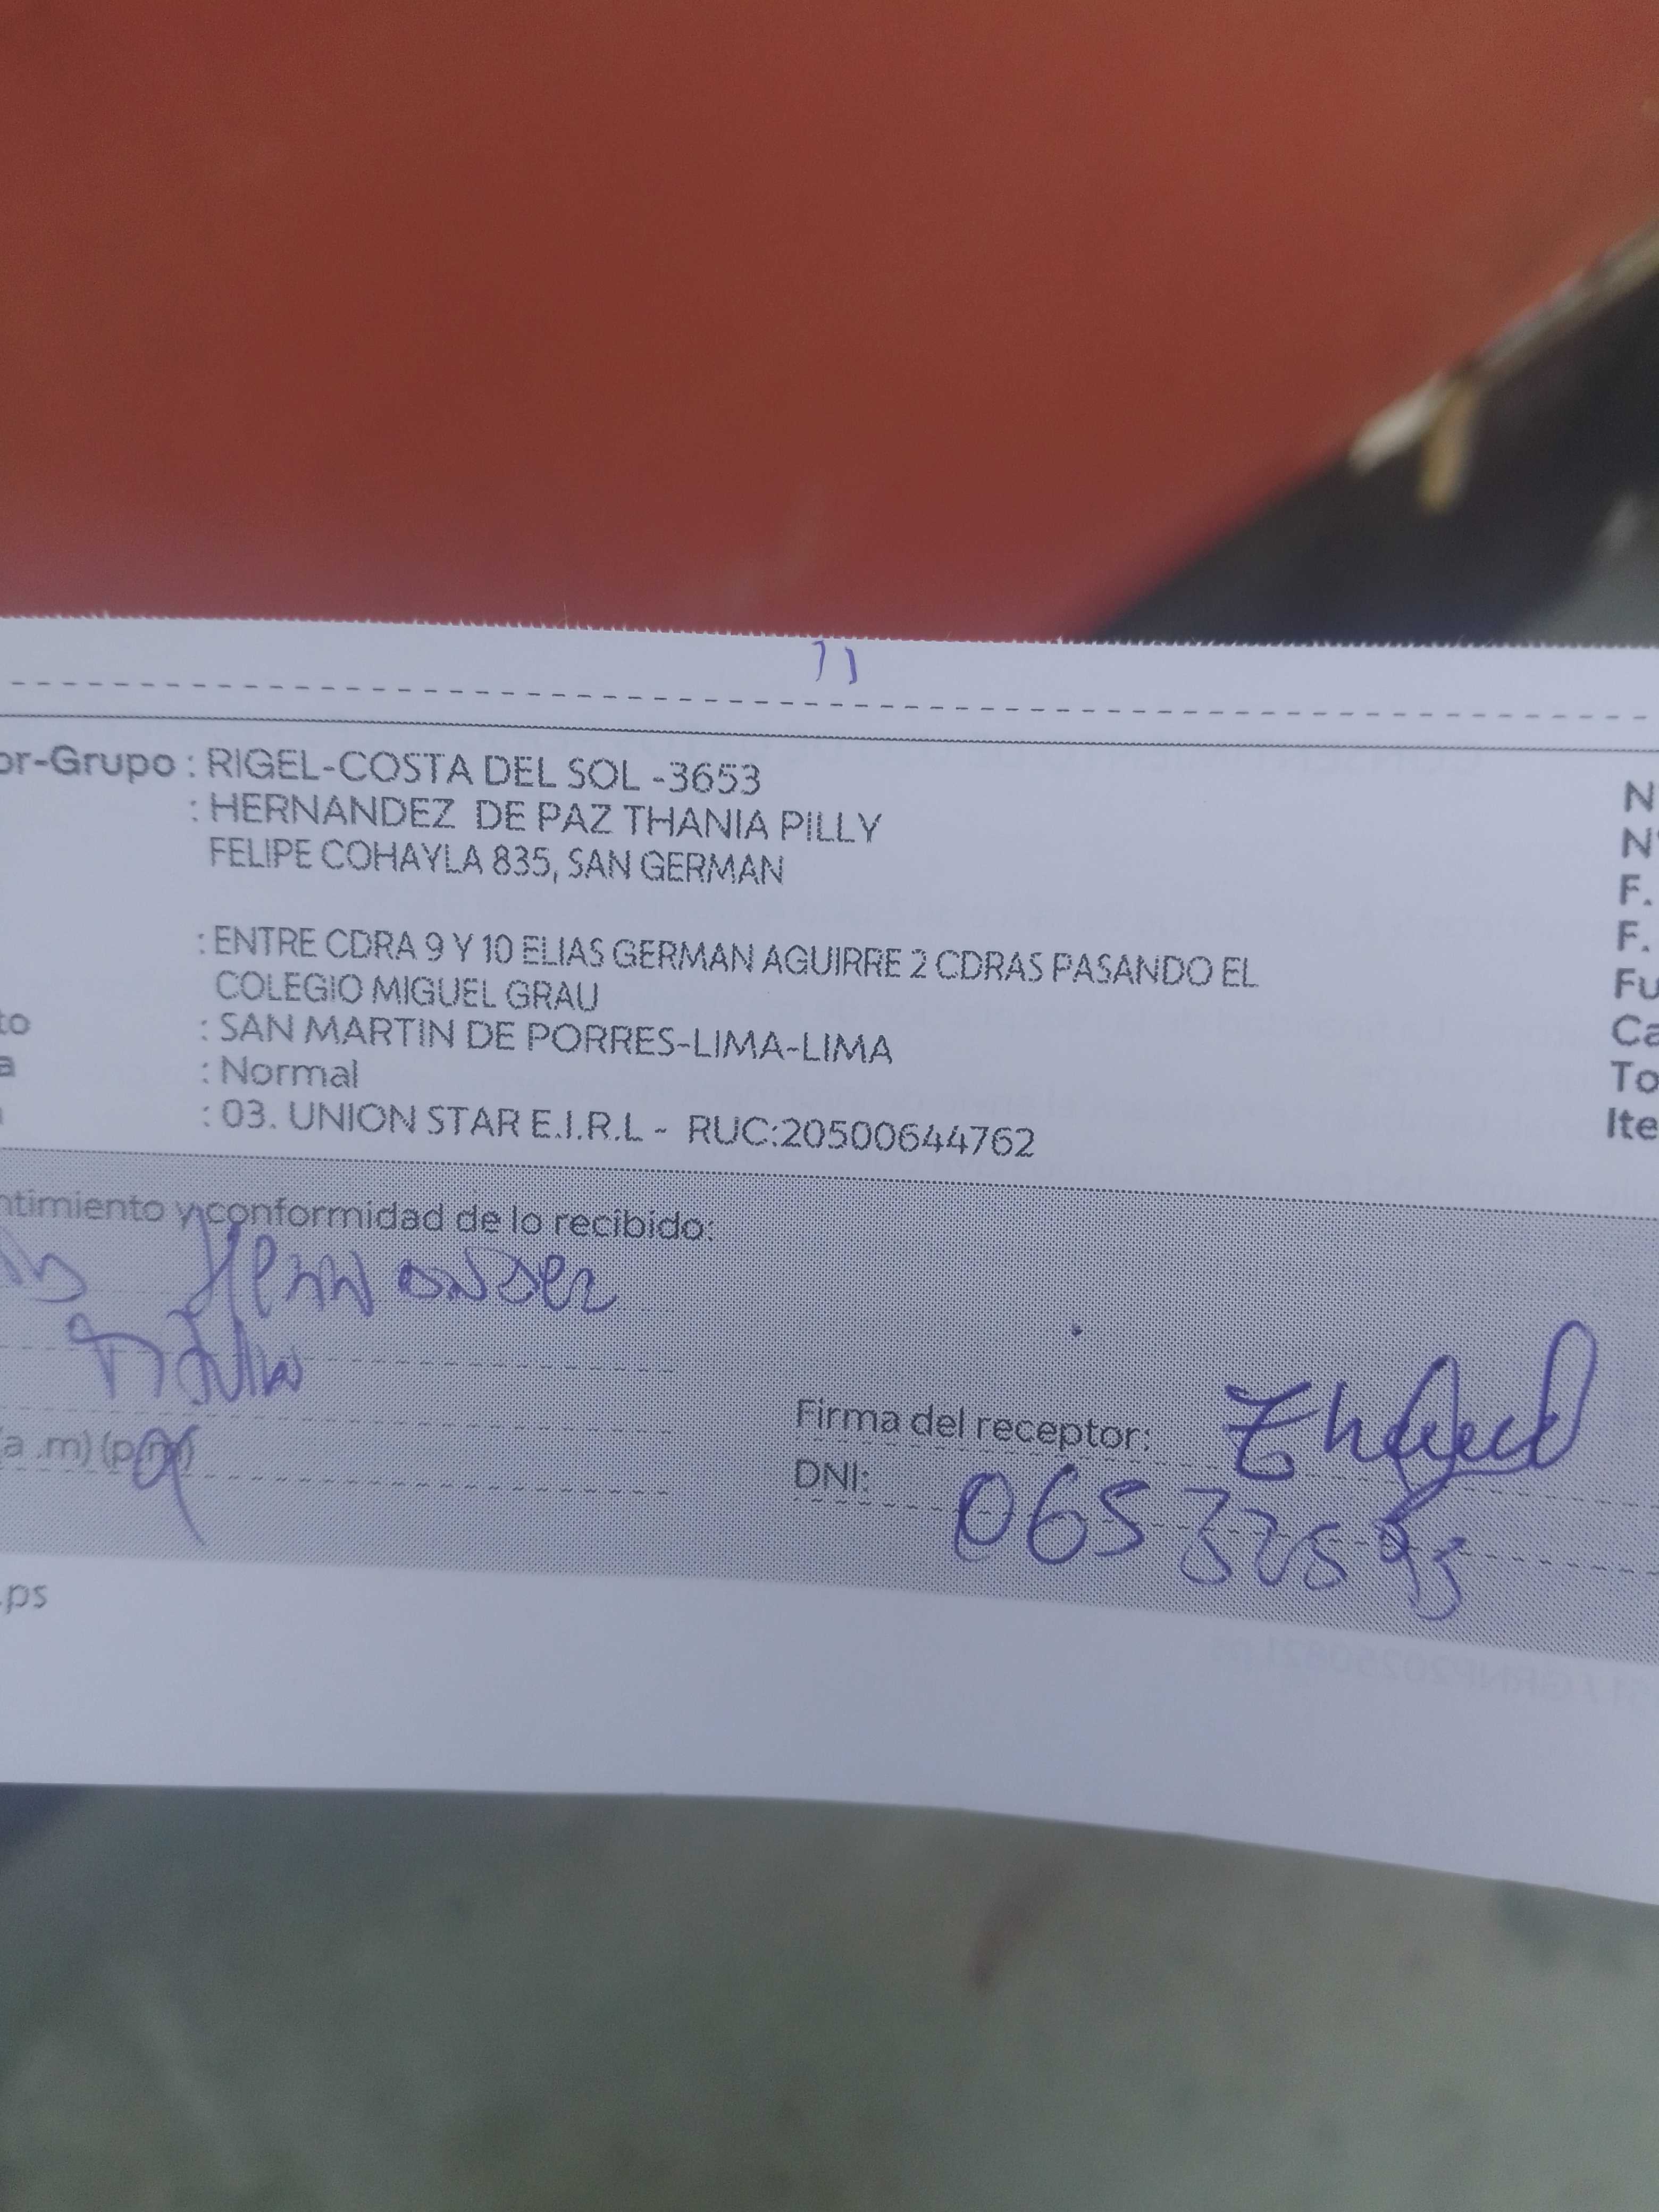 11
or-Grupo : RIGEL-COSTA DEL SOL -3653
: HERNANDEZ DE PAZ THANIA PILLY
FELIPE COHAYLA 835, SAN GERMAN
: ENTRE CDRA 9 Y 10 ELIAS GERMAN AGUIRRE 2 CDRAS PASANDO EL
COLEGIO MIGUEL GRAU
to : SAN MARTIN DE PORRES-LIMA-LIMA
a : Normal
: 03. UNION STAR E.I.R.L - RUC:20500644762
N
N
F.
F.
Fu
Ca
To
Ite
ntimiento y conformidad de lo recibido:
Hernandez
(a .m) (p.m)
Firma del receptor:
DNI: 065
.ps